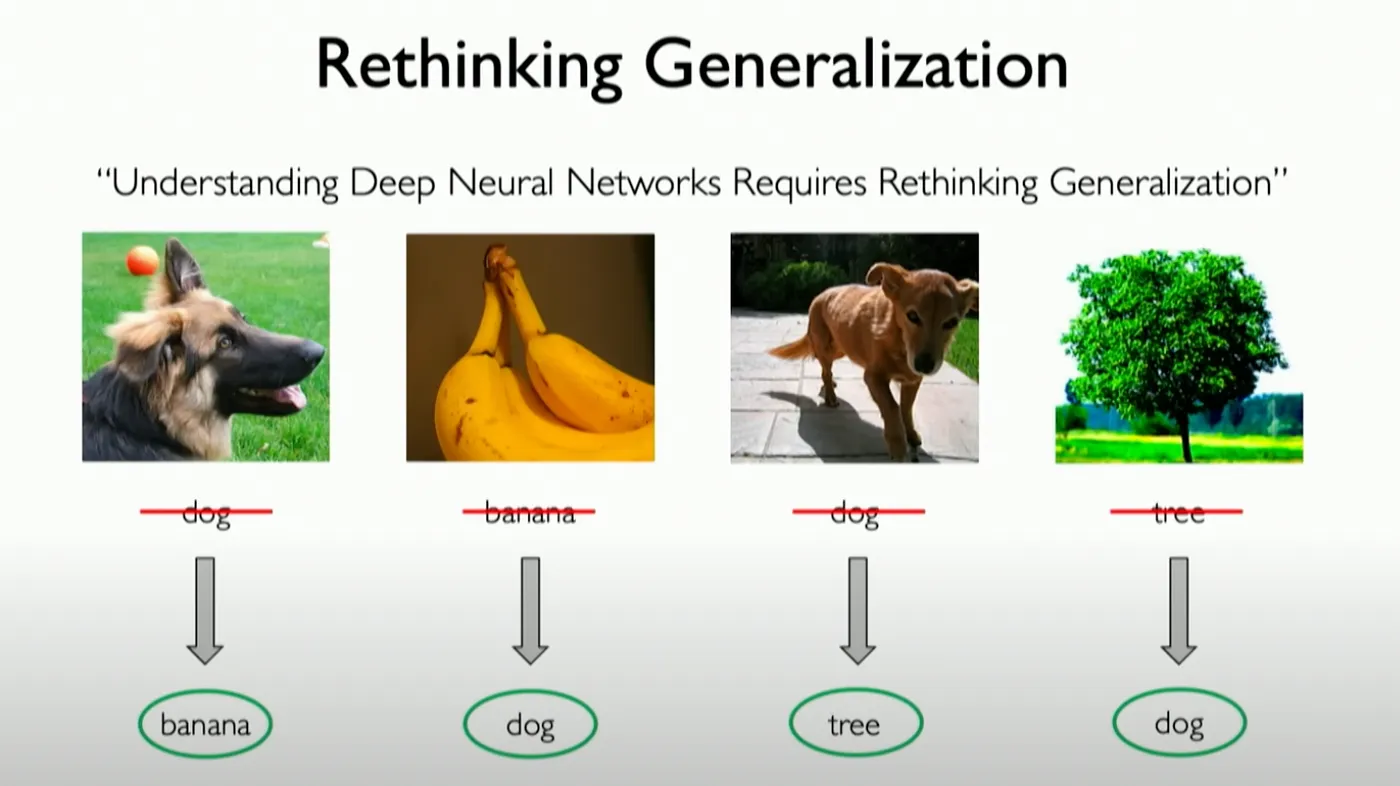 Rethinking Generalization
“Understanding Deep Neural Networks Requires Rethinking Generalization”
dog banana dog tree
banana dog tree dog